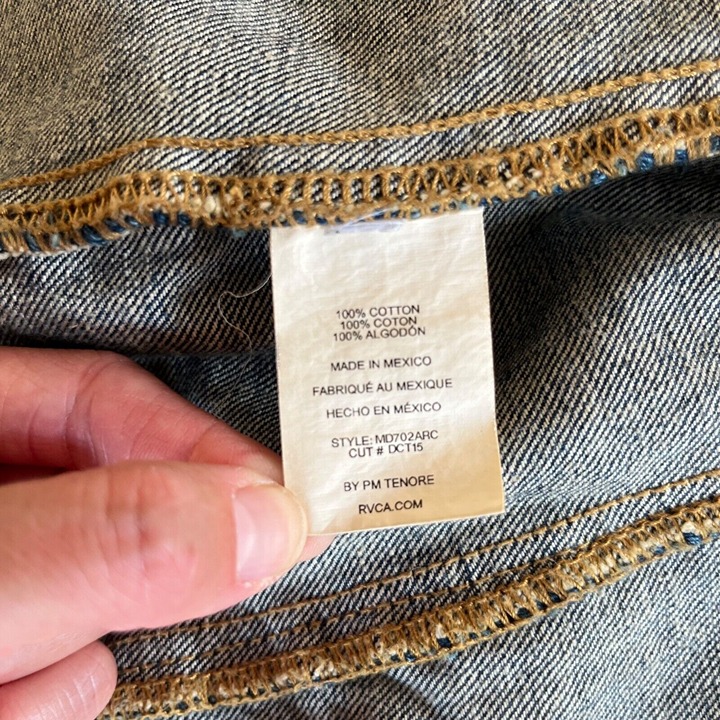 100% COTTON
100% COTON
100% ALGODÓN
MADE IN MEXICO
FABRIQUÉ AU MEXIQUE
HECHO EN MÉXICO
STYLE: MD702ARC
CUT # DCT15
BY PM TENORE
RVCA.COM